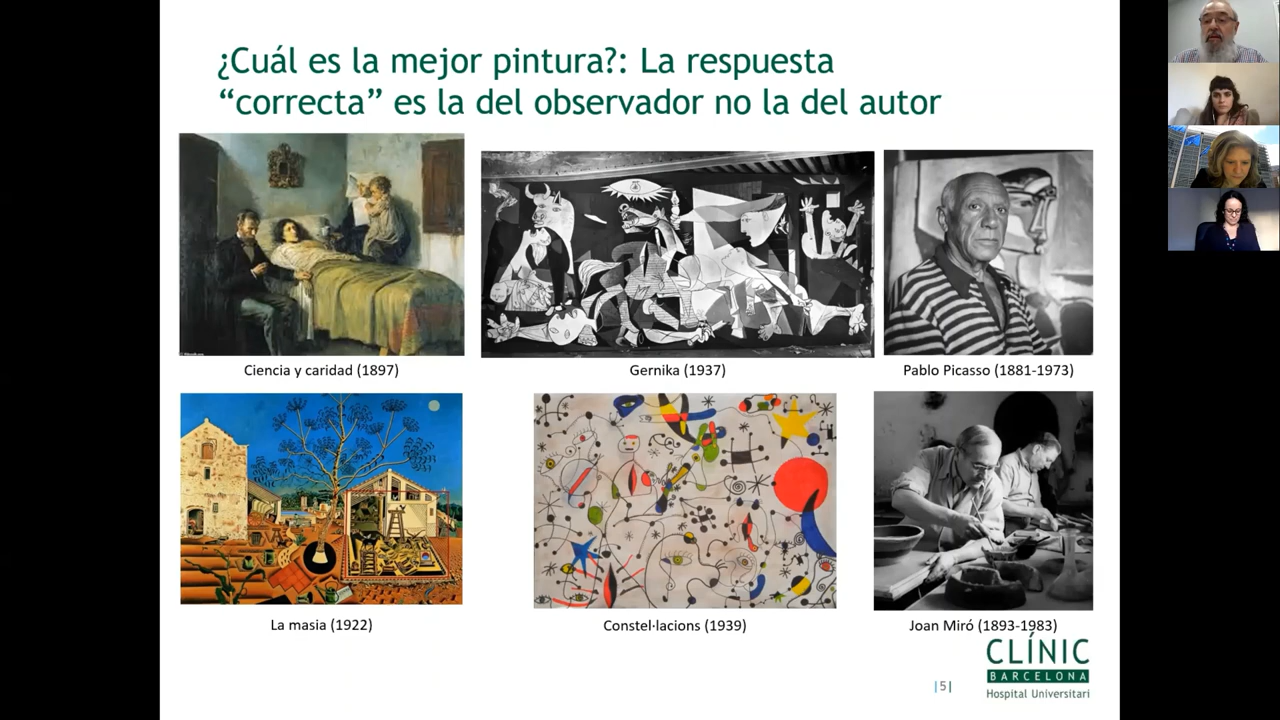 ¿Cuál es la mejor pintura?: La respuesta
“correcta” es la del observador no la del autor
Ciencia y caridad (1897)
Gernika (1937)
Pablo Picasso (1881-1973)
La masia (1922)
Constel·lacions (1939)
Joan Miró (1893-1983)
CLÍNIC
BARCELONA
Hospital Universitari
|5|